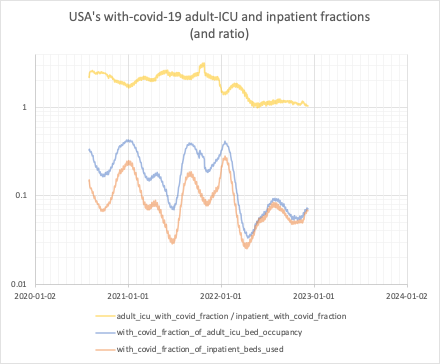 USA's with-covid-19 adult-ICU and inpatient fractions
(and ratio)
1
0.1
0.01
2020-01-02 2021-01-01 2022-01-01 2023-01-01 2024-01-01
adult_icu_with_covid_fraction / inpatient_with_covid_fraction
with_covid_fraction_of_adult_icu_bed_occupancy
with_covid_fraction_of_inpatient_beds_used